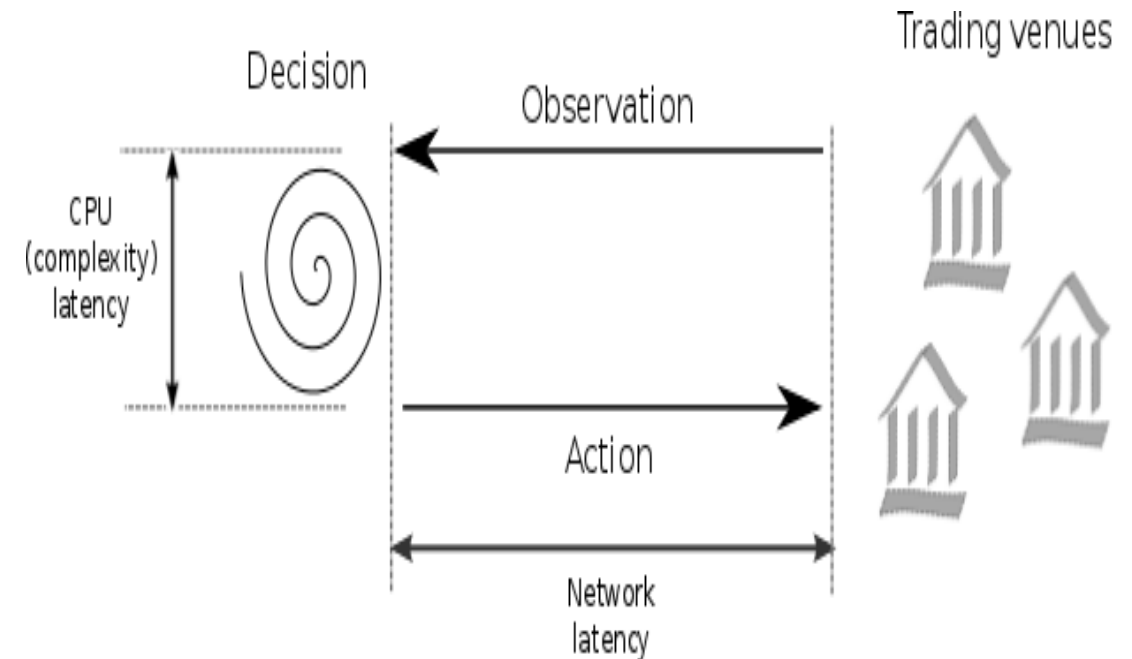 Trading venues
Decision
Observation
CPU
(complexity)
latency
Action
Network
latency